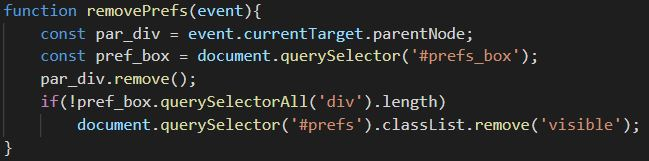 function removePrefs(event){
    const par_div = event.currentTarget.parentNode;
    const pref_box = document.querySelector('#prefs_box');
    par_div.remove();
    if(!pref_box.querySelectorAll('div').length)
        document.querySelector('#prefs').classList.remove('visible');
}